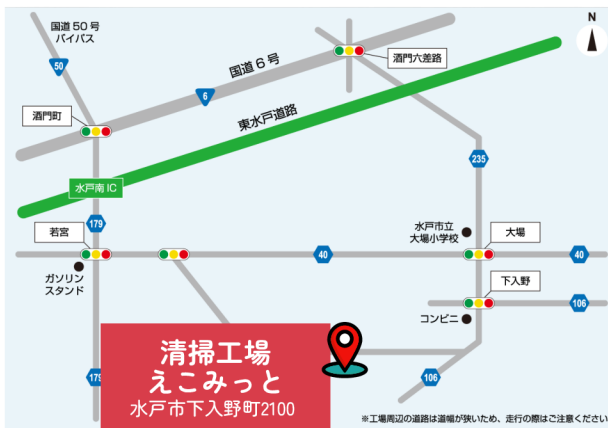 国道50号
バイパス
50
国道6号
6
酒門六差路
N
酒門町
東水戸道路
235
水戸南IC
179
若宮
水戸市立
大場小学校
大場
40
40
ガソリン
スタンド
下入野
106
コンビニ
清掃工場
えこみっと
水戸市下入野町2100
179
106
※工場周辺の道路は道幅が狭いため、走行の際はご注意ください